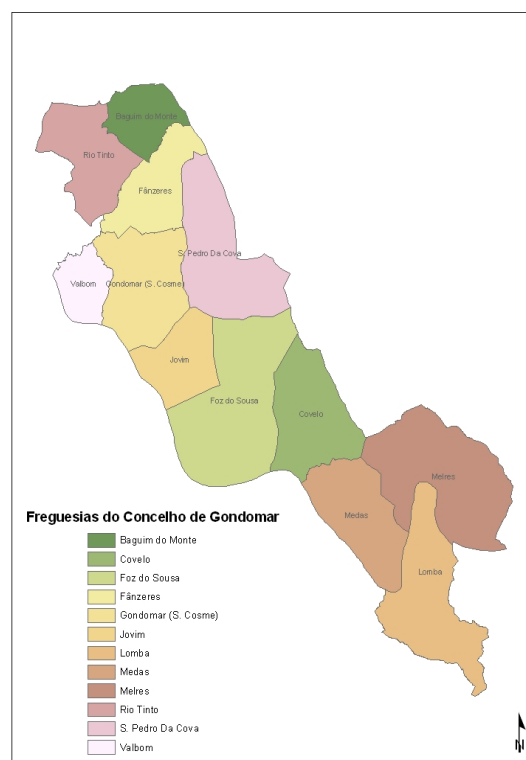 Baguim do Monte
Rio Tinto
Fânzeres
S. Pedro Da Cova
Valbom
Gondomar (S. Cosme)
Jovim
Foz do Sousa
Covelo
Melres
Medas
Lomba
Freguesias do Concelho de Gondomar
Baguim do Monte
Covelo
Foz do Sousa
Fânzeres
Gondomar (S. Cosme)
Jovim
Lomba
Medas
Melres
Rio Tinto
S. Pedro Da Cova
Valbom
N